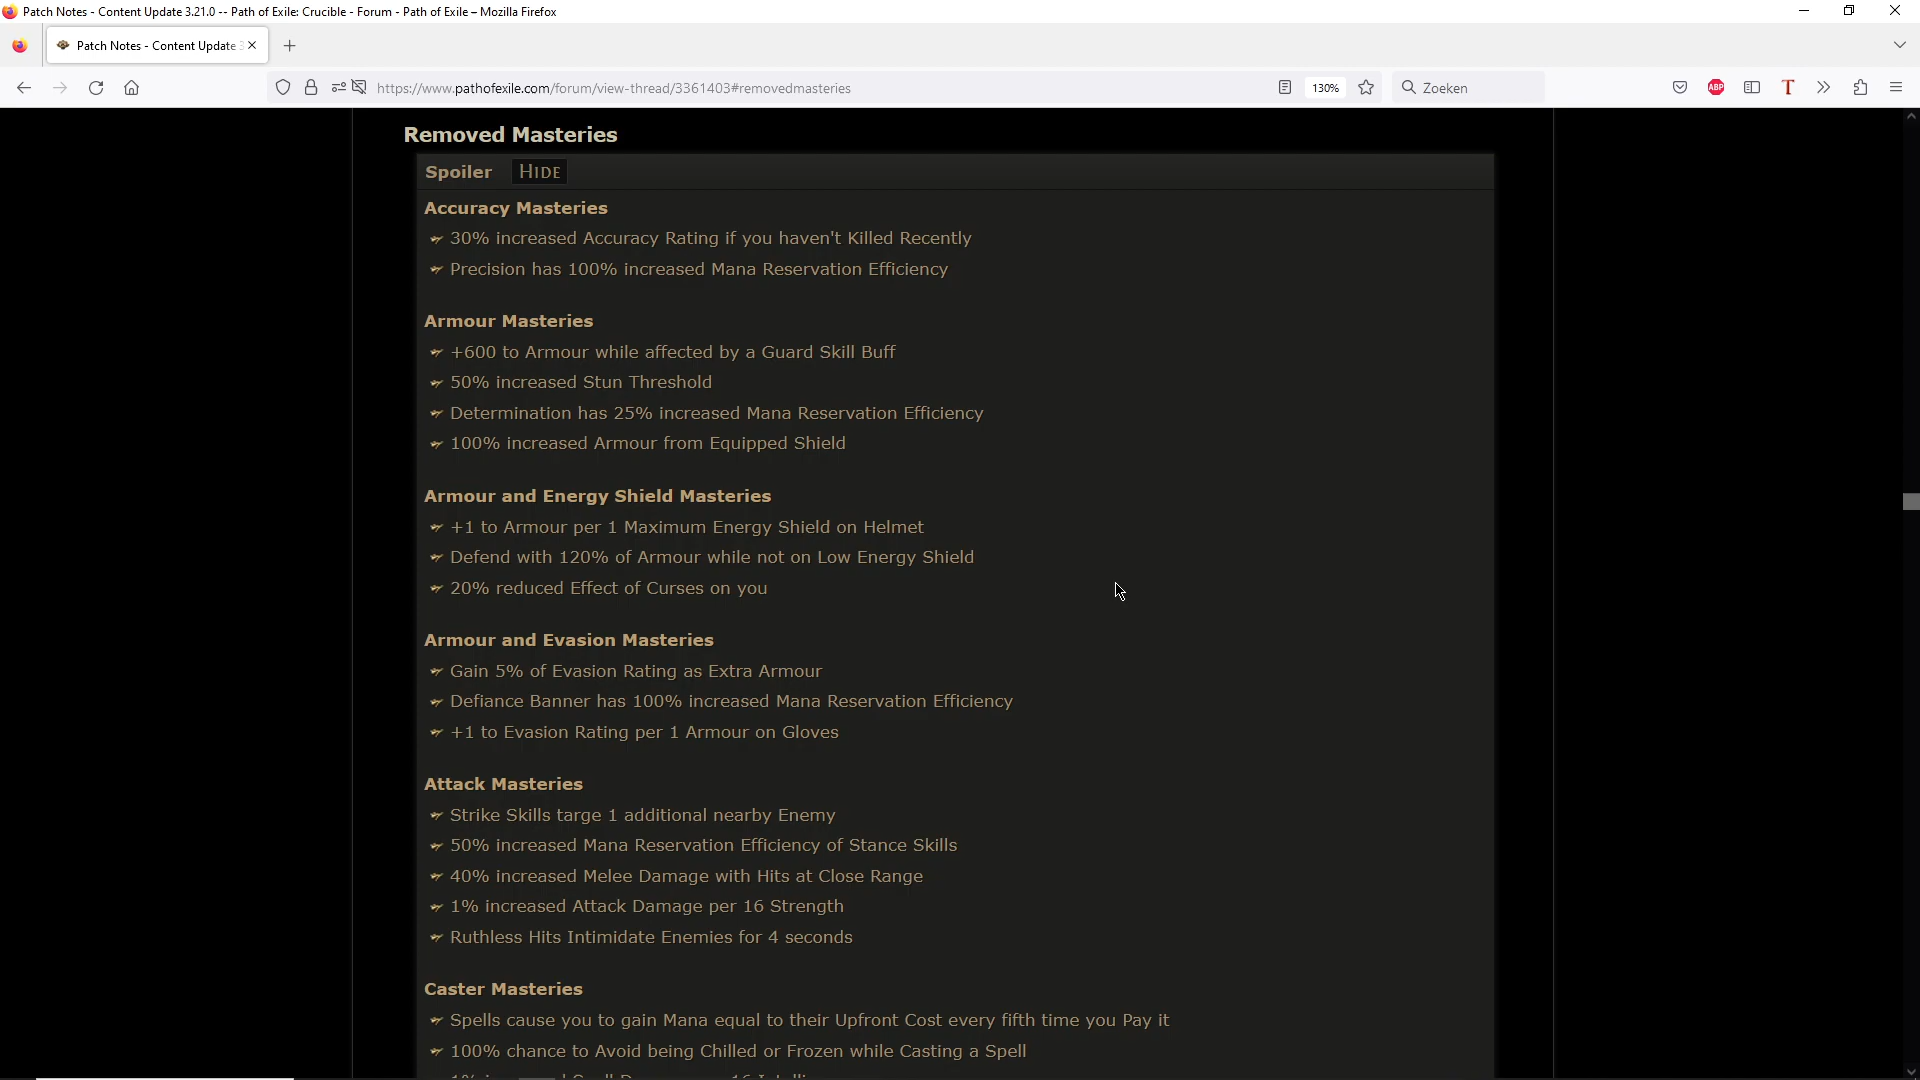 Patch Notes - Content Update 3.21.0 -- Path of Exile: Crucible - Forum - Path of Exile – Mozilla Firefox
Patch Notes - Content Update 3
https://www.pathofexile.com/forum/view-thread/3361403#removedmasteries
130%
Zoeken
ABP
T
Removed Masteries
Spoiler HIDE
Accuracy Masteries
30% increased Accuracy Rating if you haven't Killed Recently
Precision has 100% increased Mana Reservation Efficiency
Armour Masteries
+600 to Armour while affected by a Guard Skill Buff
50% increased Stun Threshold
Determination has 25% increased Mana Reservation Efficiency
100% increased Armour from Equipped Shield
Armour and Energy Shield Masteries
+1 to Armour per 1 Maximum Energy Shield on Helmet
Defend with 120% of Armour while not on Low Energy Shield
20% reduced Effect of Curses on you
Armour and Evasion Masteries
Gain 5% of Evasion Rating as Extra Armour
Defiance Banner has 100% increased Mana Reservation Efficiency
+1 to Evasion Rating per 1 Armour on Gloves
Attack Masteries
Strike Skills targe 1 additional nearby Enemy
50% increased Mana Reservation Efficiency of Stance Skills
40% increased Melee Damage with Hits at Close Range
1% increased Attack Damage per 16 Strength
Ruthless Hits Intimidate Enemies for 4 seconds
Caster Masteries
Spells cause you to gain Mana equal to their Upfront Cost every fifth time you Pay it
100% chance to Avoid being Chilled or Frozen while Casting a Spell